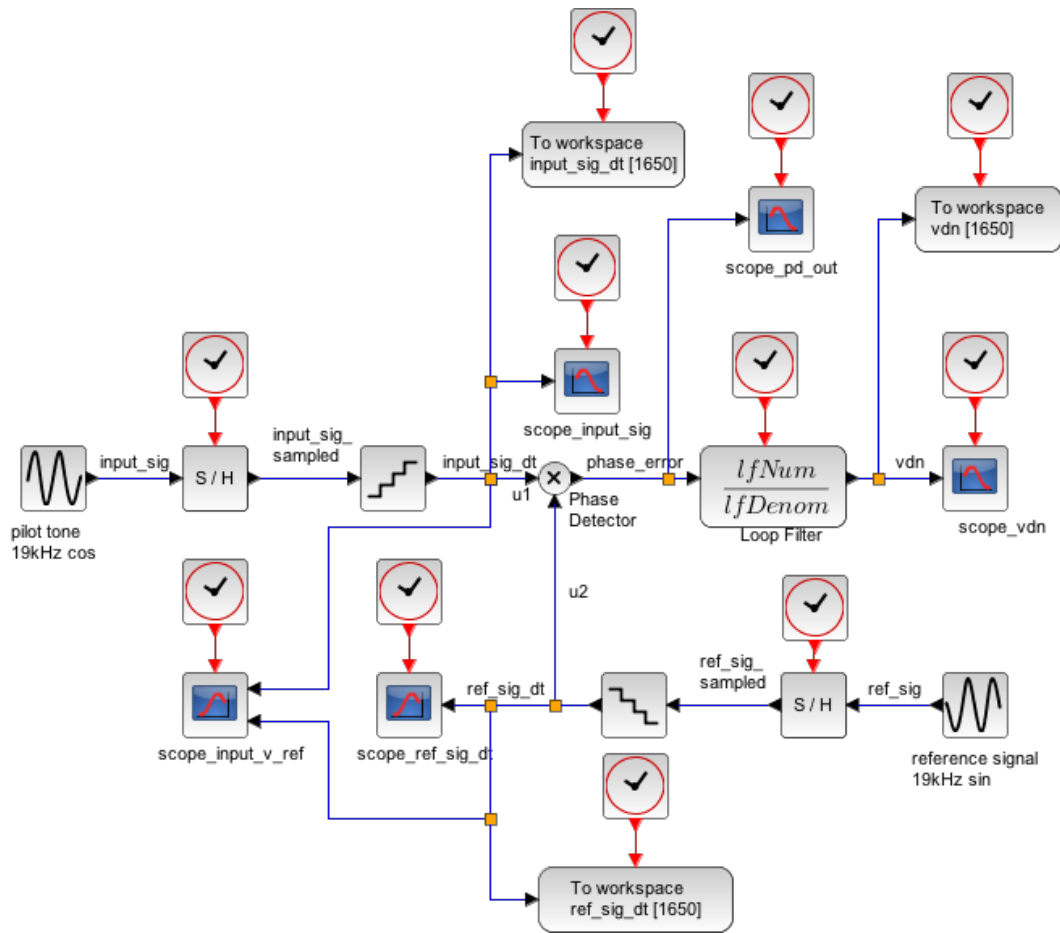 To workspace
input_sig_dt [1650]
To workspace
vdn [1650]
scope_pd_out
scope_input_sig
input_sig
S / H
input_sig_
sampled
input_sig_dt
u1
phase_error
Phase
Detector
lfNum
lfDenom
Loop Filter
vdn
scope_vdn
pilot tone
19kHz cos
u2
ref_sig_dt
ref_sig_
sampled
S / H
ref_sig
scope_input_v_ref
scope_ref_sig_dt
reference signal
19kHz sin
To workspace
ref_sig_dt [1650]